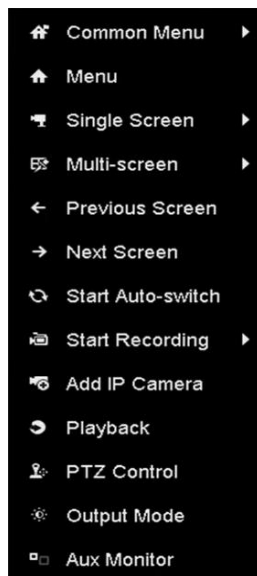 Common Menu
Menu
Single Screen
Multi-screen
Previous Screen
Next Screen
Start Auto-switch
Start Recording
Add IP Camera
Playback
PTZ Control
Output Mode
Aux Monitor